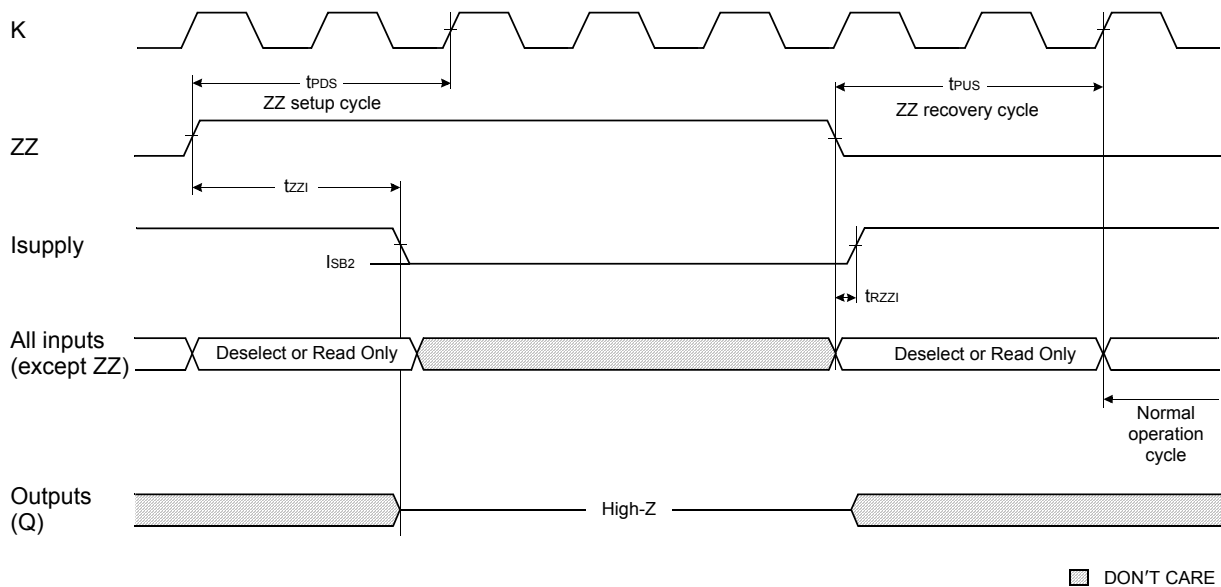 K
tPDS
ZZ setup cycle
tPUS
ZZ recovery cycle
ZZ
tZZI
Isupply
ISB2
tRZZI
All inputs
(except ZZ)
Deselect or Read Only
Deselect or Read Only
Normal
operation
cycle
Outputs
(Q)
High-Z
DON'T CARE